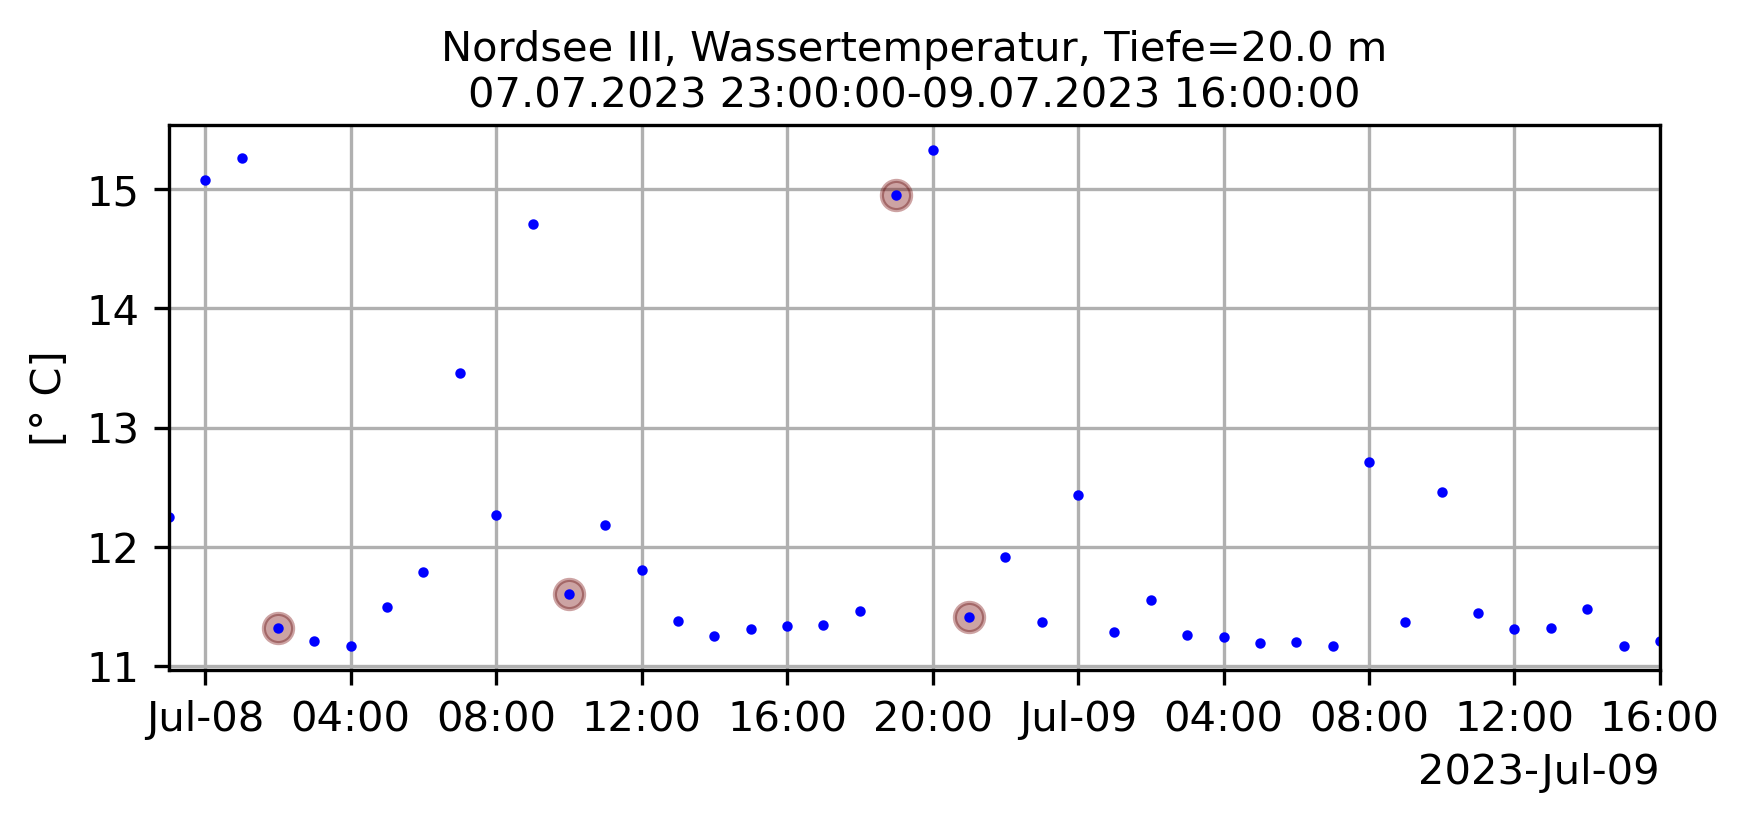 Nordsee III, Wassertemperatur, Tiefe=20.0 m
07.07.2023 23:00:00-09.07.2023 16:00:00
[° C]
15
14
13
12
11
Jul-08 04:00 08:00 12:00 16:00 20:00 Jul-09 04:00 08:00 12:00 16:00
2023-Jul-09